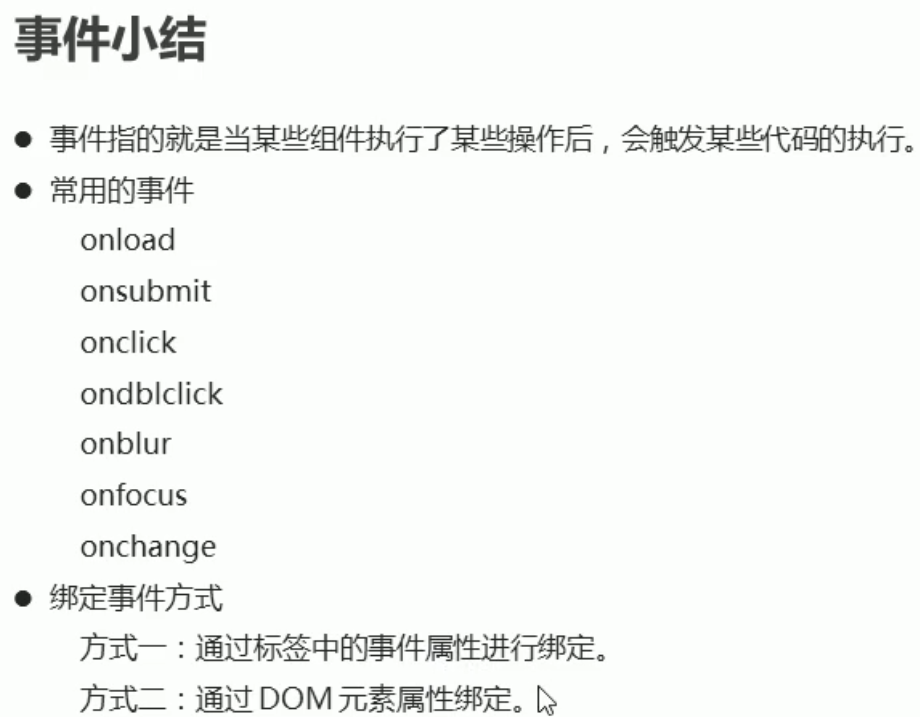 事件小结
● 事件指的就是当某些组件执行了某些操作后，会触发某些代码的执行。
● 常用的事件
onload
onsubmit
onclick
ondblclick
onblur
onfocus
onchange
● 绑定事件方式
方式一：通过标签中的事件属性进行绑定。
方式二：通过 DOM 元素属性绑定。